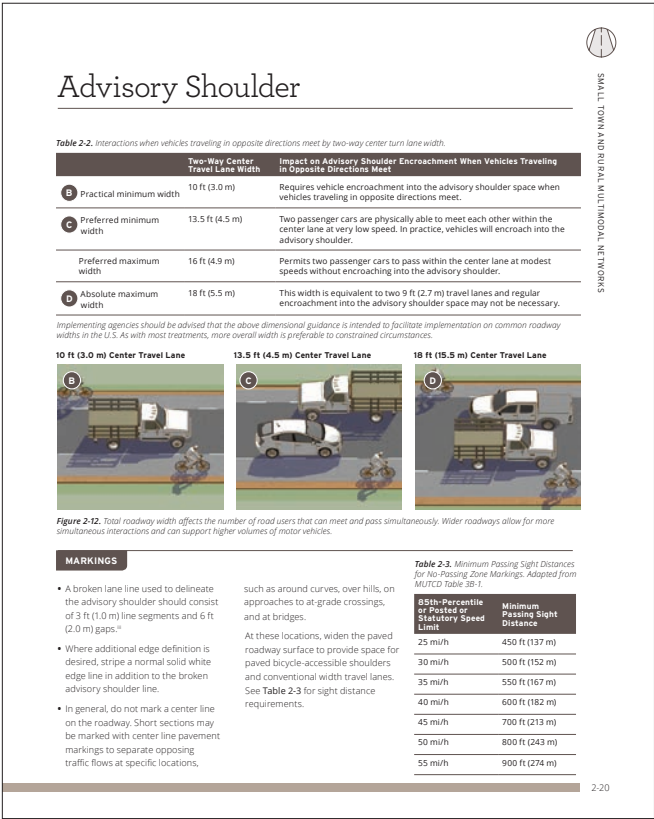 Advisory Shoulder
SMALL TOWN AND RURAL MULTIMODAL NETWORKS
Table 2-2. Interactions when vehicles traveling in opposite directions meet by two-way center turn lane width.
Two-Way Center
Travel Lane Width
Impact on Advisory Shoulder Encroachment When Vehicles Traveling
in Opposite Directions Meet
B Practical minimum width
10 ft (3.0 m)
Requires vehicle encroachment into the advisory shoulder space when
vehicles traveling in opposite directions meet.
C Preferred minimum
width
13.5 ft (4.5 m)
Two passenger cars are physically able to meet each other within the
center lane at very low speed. In practice, vehicles will encroach into the
advisory shoulder.
Preferred maximum
width
16 ft (4.9 m)
Permits two passenger cars to pass within the center lane at modest
speeds without encroaching into the advisory shoulder.
D Absolute maximum
width
18 ft (5.5 m)
This width is equivalent to two 9 ft (2.7 m) travel lanes and regular
encroachment into the advisory shoulder space may not be necessary.
Implementing agencies should be advised that the above dimensional guidance is intended to facilitate implementation on common roadway
widths in the U.S. As with most treatments, more overall width is preferable to constrained circumstances.
10 ft (3.0 m) Center Travel Lane
13.5 ft (4.5 m) Center Travel Lane
18 ft (15.5 m) Center Travel Lane
B
C
D
Figure 2-12. Total roadway width affects the number of road users that can meet and pass simultaneously. Wider roadways allow for more
simultaneous interactions and can support higher volumes of motor vehicles.
MARKINGS
• A broken lane line used to delineate
the advisory shoulder should consist
of 3 ft (1.0 m) line segments and 6 ft
(2.0 m) gaps.
• Where additional edge definition is
desired, stripe a normal solid white
edge line in addition to the broken
advisory shoulder line.
• In general, do not mark a center line
on the roadway. Short sections may
be marked with center line pavement
markings to separate opposing
traffic flows at specific locations,
such as around curves, over hills, on
approaches to at-grade crossings,
and at bridges.
At these locations, widen the paved
roadway surface to provide space for
paved bicycle-accessible shoulders
and conventional width travel lanes.
See Table 2-3 for sight distance
requirements.
Table 2-3. Minimum Passing Sight Distances
for No-Passing Zone Markings. Adapted from
MUTCD Table 3B-1.
85th-Percentile
or Posted or
Statutory Speed
Limit
Minimum
Passing Sight
Distance
25 mi/h 450 ft (137 m)
30 mi/h 500 ft (152 m)
35 mi/h 550 ft (167 m)
40 mi/h 600 ft (182 m)
45 mi/h 700 ft (213 m)
50 mi/h 800 ft (243 m)
55 mi/h 900 ft (274 m)
2-20